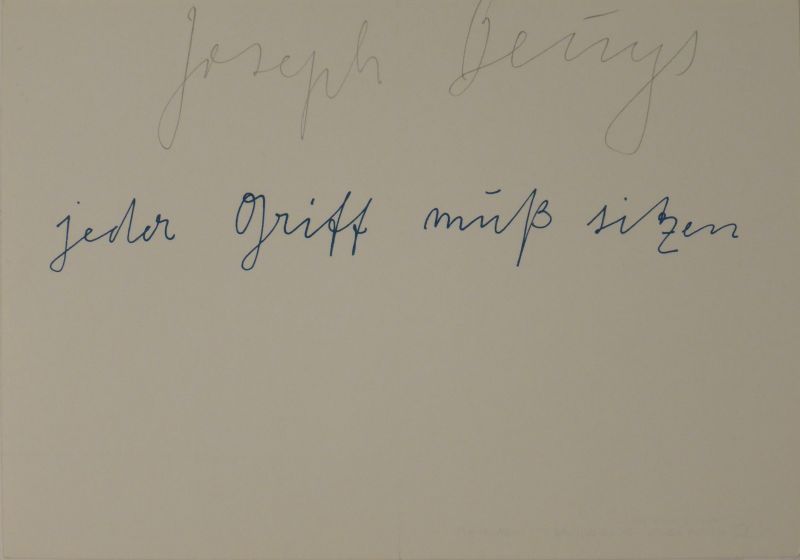 Joseph Beuys
jeder Griff muß sitzen